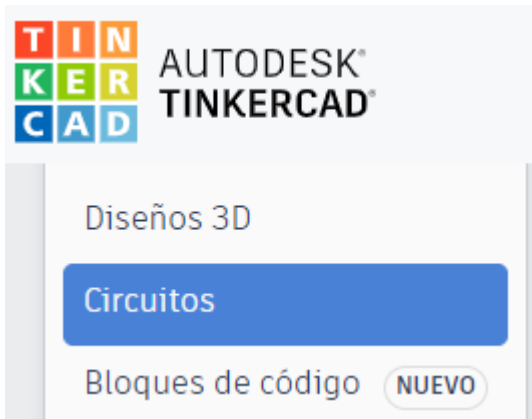 TIN
KER
CAD
AUTODESK®
TINKERCAD®
Diseños 3D
Circuitos
Bloques de código NUEVO